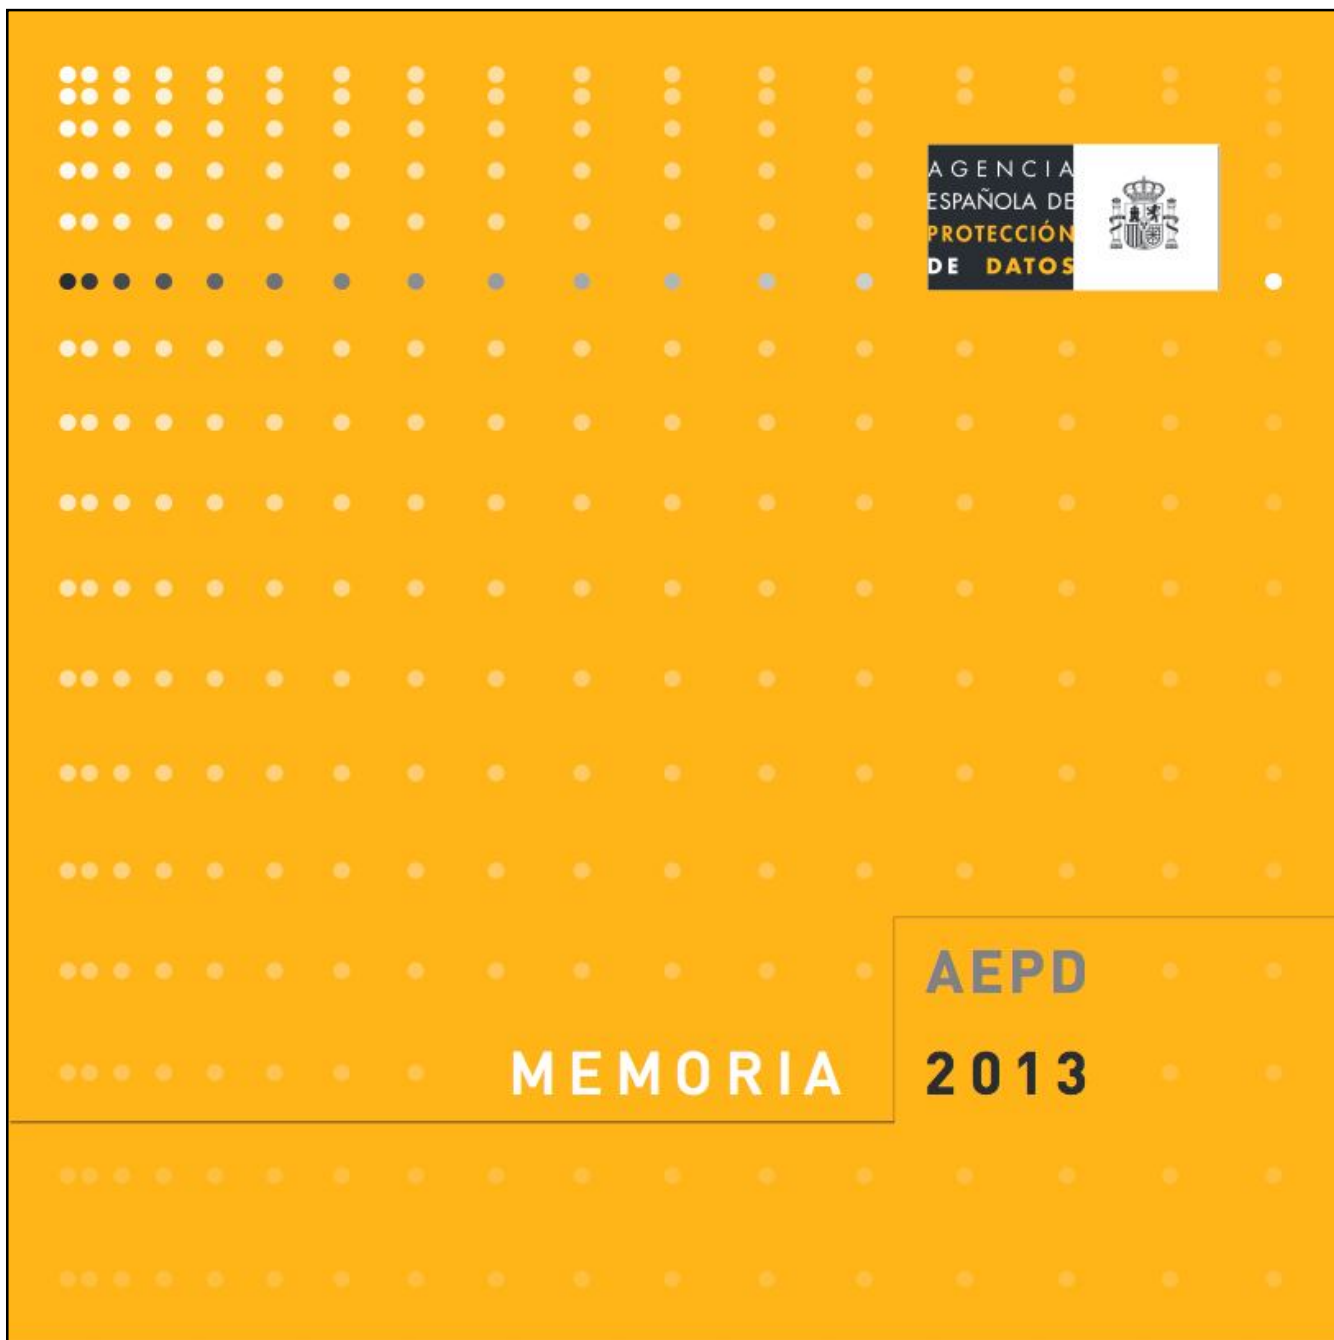 AGENCIA
ESPAÑOLA DE
PROTECCIÓN
DE DATOS
AEPD
MEMORIA 2013